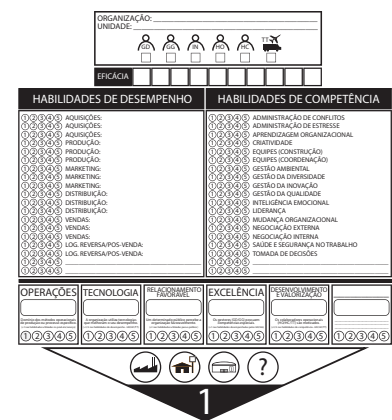 ORGANIZAÇÃO:
UNIDADE:
GD GG IN HO HC TT
EFICÁCIA
HABILIDADES DE DESEMPENHO
①②③④⑤ AQUISIÇÕES:
①②③④⑤ AQUISIÇÕES:
①②③④⑤ AQUISIÇÕES:
①②③④⑤ PRODUÇÃO:
①②③④⑤ PRODUÇÃO:
①②③④⑤ PRODUÇÃO:
①②③④⑤ MARKETING:
①②③④⑤ MARKETING:
①②③④⑤ MARKETING:
①②③④⑤ DISTRIBUIÇÃO:
①②③④⑤ DISTRIBUIÇÃO:
①②③④⑤ DISTRIBUIÇÃO:
①②③④⑤ VENDAS:
①②③④⑤ VENDAS:
①②③④⑤ LOG. REVERSA/POS-VENDA:
①②③④⑤ LOG. REVERSA/POS-VENDA:
①②③④⑤
①②③④⑤
HABILIDADES DE COMPETÊNCIA
①②③④⑤ ADMINISTRAÇÃO DE CONFLITOS
①②③④⑤ ADMINISTRAÇÃO DE ESTRESSE
①②③④⑤ APRENDIZAGEM ORGANIZACIONAL
①②③④⑤ CRIATIVIDADE
①②③④⑤ EQUIPES (CONSTRUÇÃO)
①②③④⑤ EQUIPES (COORDENAÇÃO)
①②③④⑤ GESTÃO AMBIENTAL
①②③④⑤ GESTÃO DA DIVERSIDADE
①②③④⑤ GESTÃO DA INOVAÇÃO
①②③④⑤ GESTÃO DA QUALIDADE
①②③④⑤ INTELIGÊNCIA EMOCIONAL
①②③④⑤ LIDERANÇA
①②③④⑤ MUDANÇA ORGANIZACIONAL
①②③④⑤ NEGOCIAÇÃO EXTERNA
①②③④⑤ NEGOCIAÇÃO INTERNA
①②③④⑤ SAÚDE E SEGURANÇA NO TRABALHO
①②③④⑤ TOMADA DE DECISÕES
①②③④⑤
OPERAÇÕES
①②③④⑤
TECNOLOGIA
①②③④⑤
RELACIONAMENTO
FAVORÁVEL
①②③④⑤
EXCELÊNCIA
①②③④⑤
DESENVOLVIMENTO
E VALORIZAÇÃO
①②③④⑤
①②③④⑤
?
1